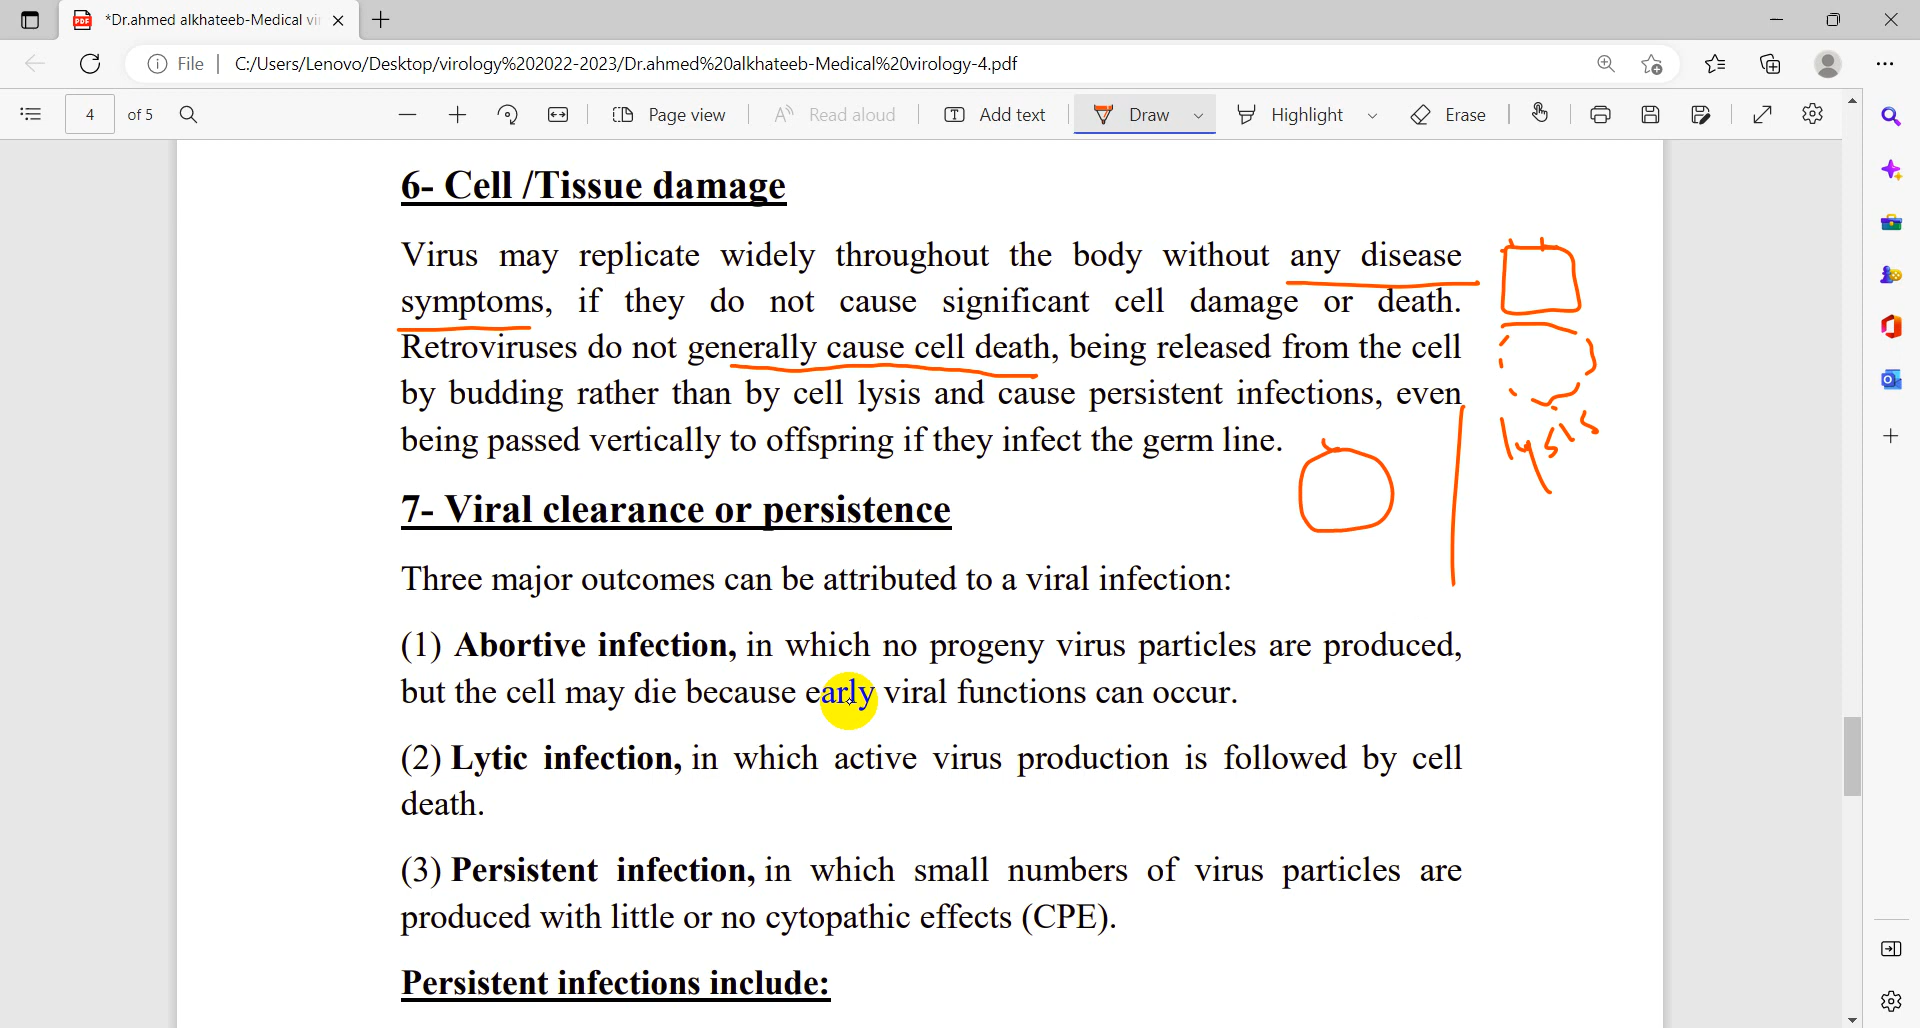 *Dr.ahmed alkhateeb-Medical vi
File
C:/Users/Lenovo/Desktop/virology%202022-2023/Dr.ahmed%20alkhateeb-Medical%20virology-4.pdf
4 of 5
Page view
Read aloud
Add text
Draw
Highlight
Erase
6- Cell /Tissue damage
Virus may replicate widely throughout the body without any disease
symptoms, if they do not cause significant cell damage or death.
Retroviruses do not generally cause cell death, being released from the cell
by budding rather than by cell lysis and cause persistent infections, even
being passed vertically to offspring if they infect the germ line.
lysis
7- Viral clearance or persistence
Three major outcomes can be attributed to a viral infection:
(1) Abortive infection, in which no progeny virus particles are produced,
but the cell may die because early viral functions can occur.
(2) Lytic infection, in which active virus production is followed by cell
death.
(3) Persistent infection, in which small numbers of virus particles are
produced with little or no cytopathic effects (CPE).
Persistent infections include: